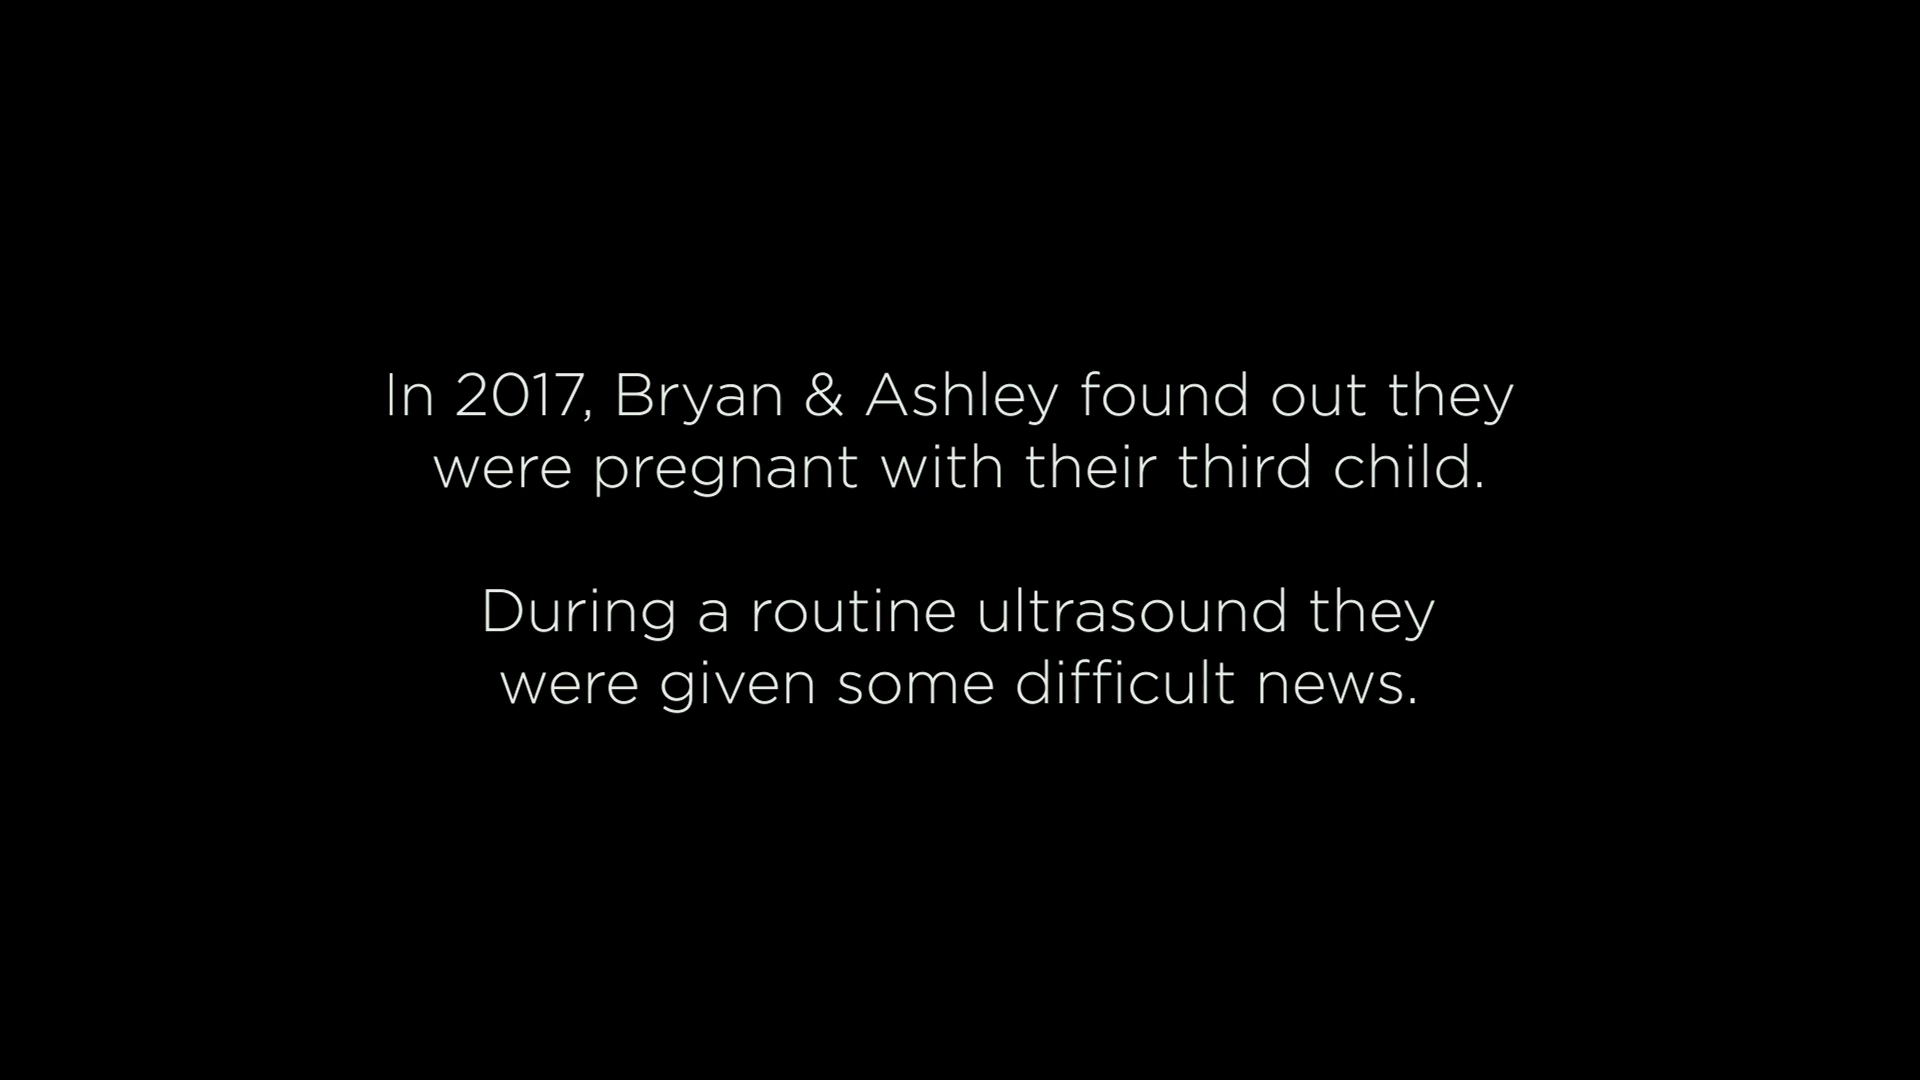 In 2017, Bryan & Ashley found out they
were pregnant with their third child.
During a routine ultrasound they
were given some difficult news.